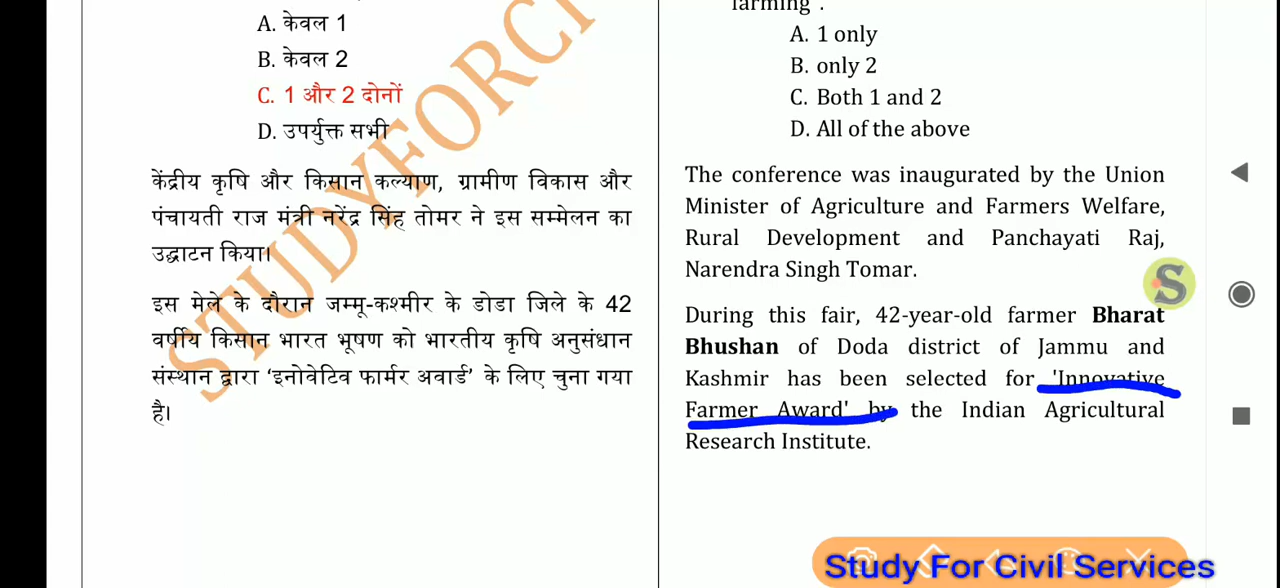 A. केवल 1
B. केवल 2
C. 1 और 2 दोनों
D. उपर्युक्त सभी
केंद्रीय कृषि और किसान कल्याण, ग्रामीण विकास और
पंचायती राज मंत्री नरेंद्र सिंह तोमर ने इस सम्मेलन का
उद्घाटन किया।
इस मेले के दौरान जम्मू-कश्मीर के डोडा जिले के 42
वर्षीय किसान भारत भूषण को भारतीय कृषि अनुसंधान
संस्थान द्वारा ‘इनोवेटिव फार्मर अवार्ड’ के लिए चुना गया
है।
farming'.
A. 1 only
B. only 2
C. Both 1 and 2
D. All of the above
The conference was inaugurated by the Union
Minister of Agriculture and Farmers Welfare,
Rural Development and Panchayati Raj,
Narendra Singh Tomar.
During this fair, 42-year-old farmer Bharat
Bhushan of Doda district of Jammu and
Kashmir has been selected for 'Innovative
Farmer Award' by the Indian Agricultural
Research Institute.
STUDYFORCI
S
Study For Civil Services